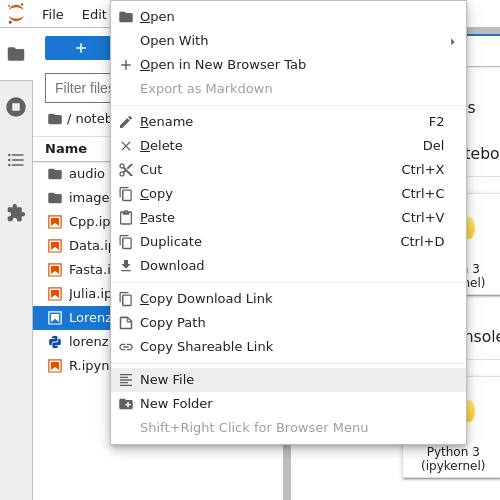 File Edit
Filter files
/ noteb
Name
audio
image
Cpp.ip
Data.ip
Fasta.i
Julia.ip
Lorenz
lorenz
R.ipyn
Open
Open With
Open in New Browser Tab
Export as Markdown
Rename F2
Delete Del
Cut Ctrl+X
Copy Ctrl+C
Paste Ctrl+V
Duplicate Ctrl+D
Download
Copy Download Link
Copy Path
Copy Shareable Link
New File
New Folder
Shift+Right Click for Browser Menu
s
tebo
3
nel)
nsole
Python 3
(ipykernel)